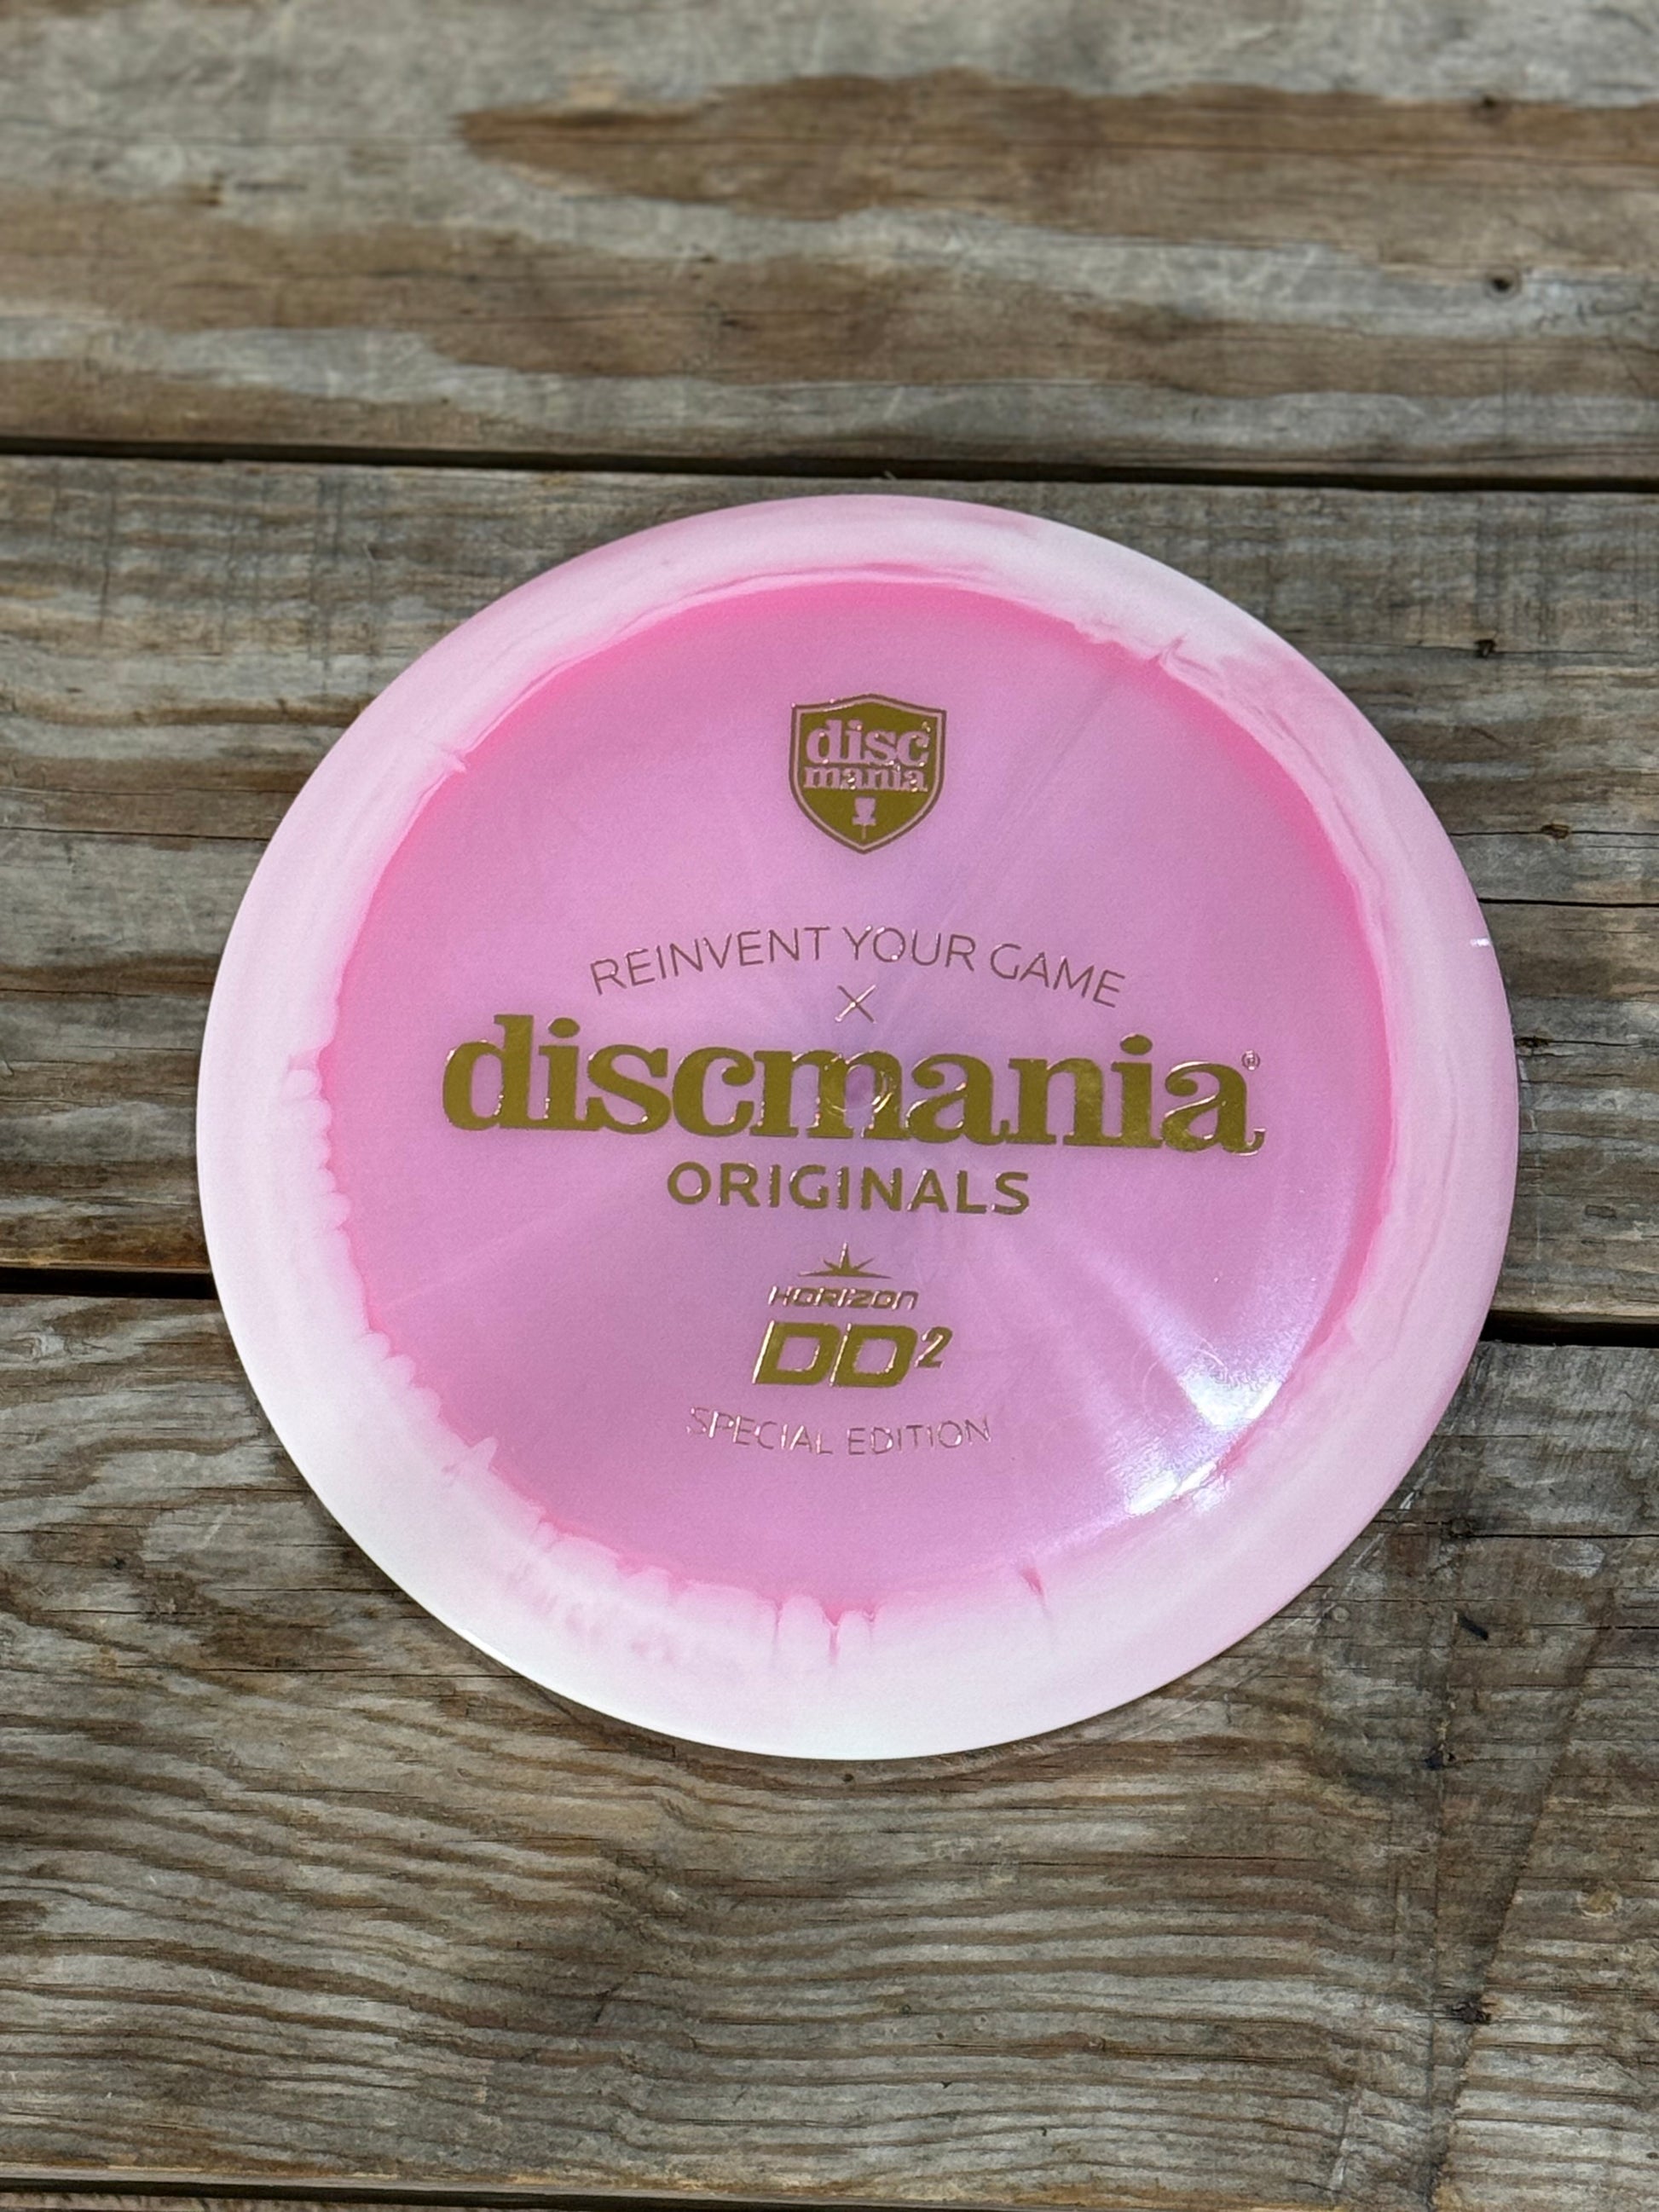 disc
mania
REINVENT YOUR GAME
X
discmania®
ORIGINALS
HORIZON
DD²
SPECIAL EDITION